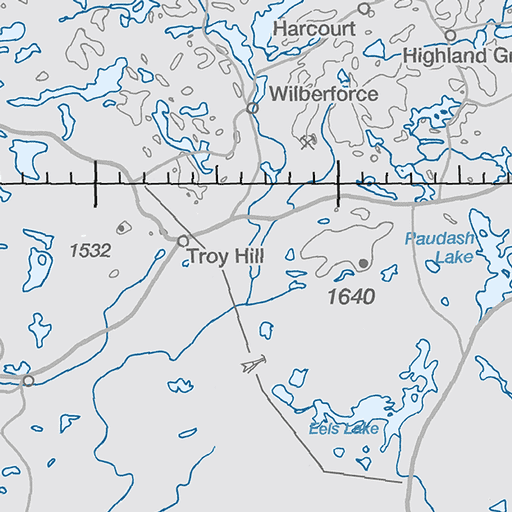 Harcourt
Highland Gr
Wilberforce
1532
Troy Hill
Paudash
Lake
1640
Eels Lake